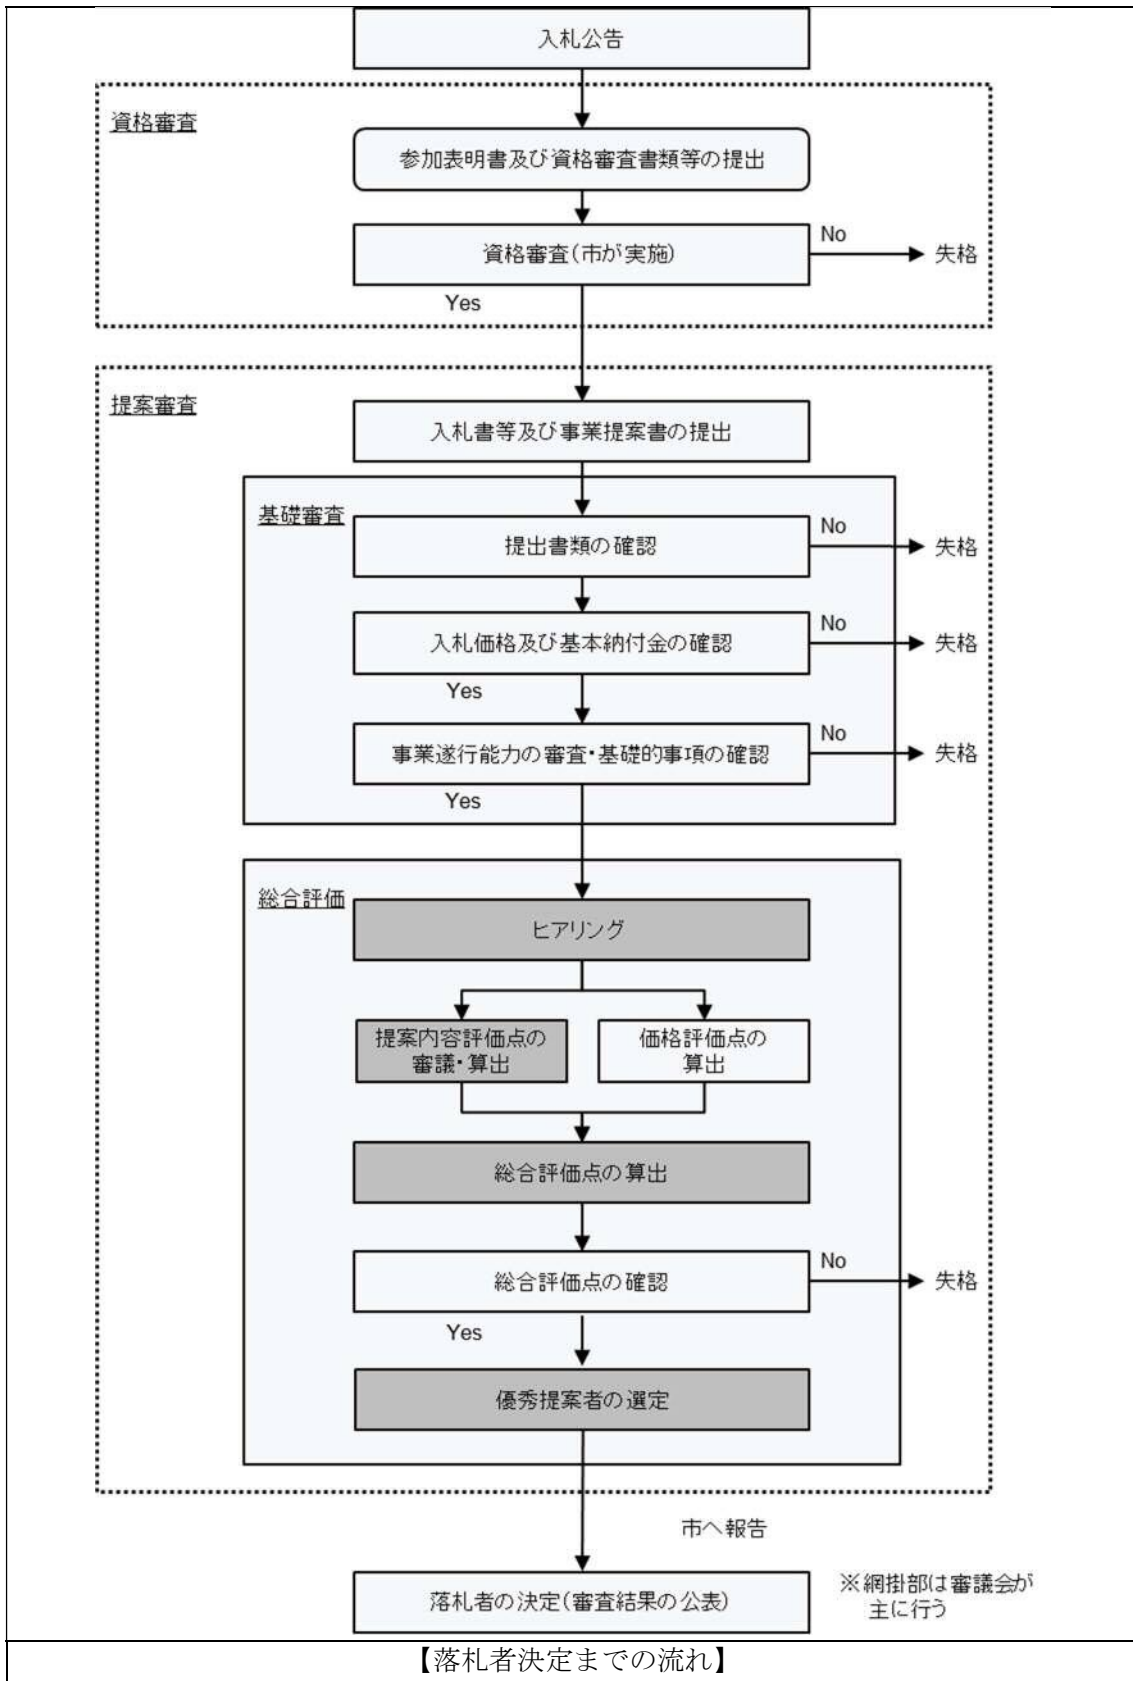 入札公告
資格審査
参加表明書及び資格審査書類等の提出
資格審査(市が実施)
No
失格
Yes
提案審査
入札書等及び事業提案書の提出
基礎審査
提出書類の確認
No
失格
入札価格及び基本納付金の確認
No
失格
Yes
事業遂行能力の審査・基礎的事項の確認
No
失格
Yes
総合評価
ヒアリング
提案内容評価点の
審議・算出
価格評価点の
算出
総合評価点の算出
総合評価点の確認
No
失格
Yes
優秀提案者の選定
市へ報告
落札者の決定(審査結果の公表)
※網掛部は審議会が
主に行う
【落札者決定までの流れ】